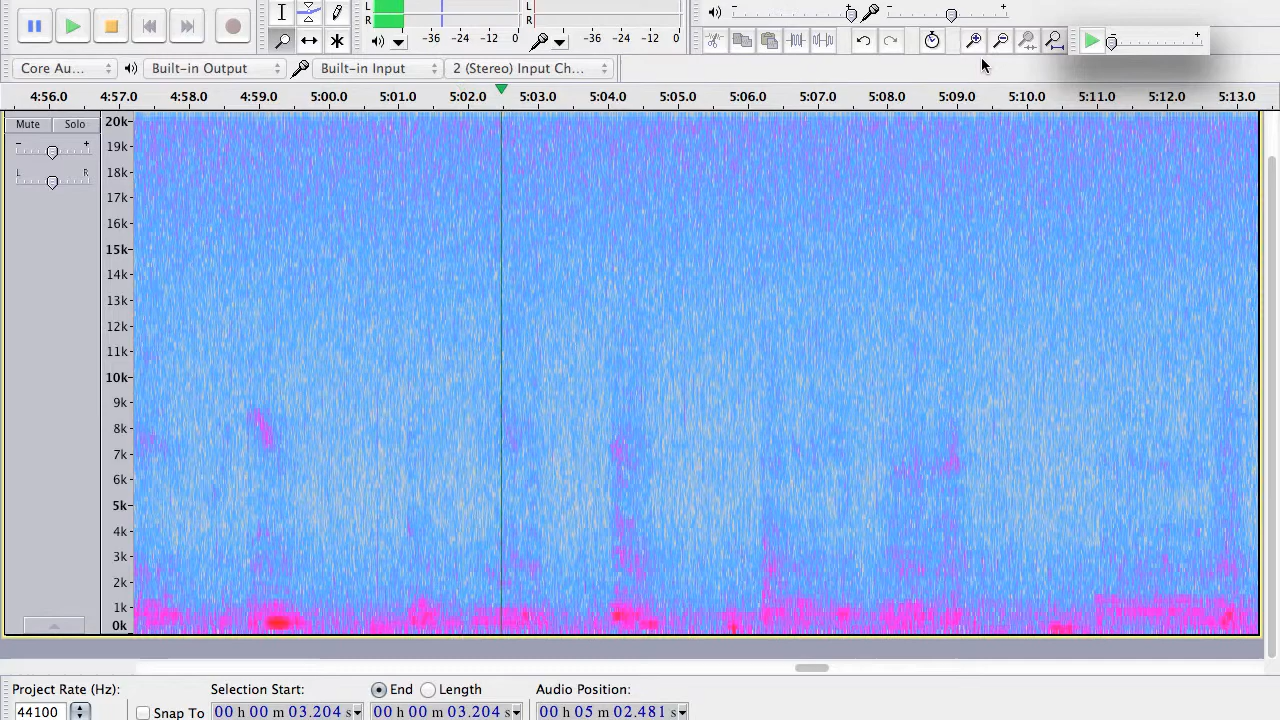 L L
R R
-36 -24 -12 0 -36 -24 -12 0
- + - +
- +
Core Au... Built-in Output Built-in Input 2 (Stereo) Input Ch...
4:56.0 4:57.0 4:58.0 4:59.0 5:00.0 5:01.0 5:02.0 5:03.0 5:04.0 5:05.0 5:06.0 5:07.0 5:08.0 5:09.0 5:10.0 5:11.0 5:12.0 5:13.0
Mute Solo
- +
L R
20k
19k
18k
17k
16k
15k
14k
13k
12k
11k
10k
9k
8k
7k
6k
5k
4k
3k
2k
1k
0k
Project Rate (Hz): Selection Start: End Length Audio Position:
44100 Snap To 00 h 00 m 03.204 s 00 h 00 m 03.204 s 00 h 05 m 02.481 s